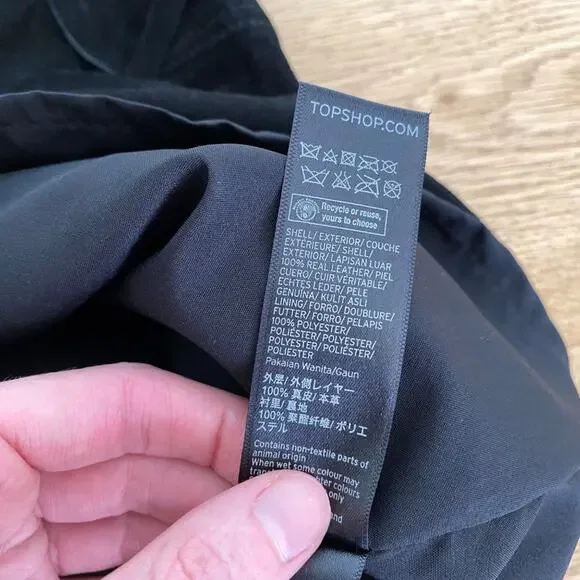 TOPSHOP.COM
Recycle or reuse,
yours to choose
SHELL/ EXTERIOR/ COUCHE
EXTÉRIEURE/ SHELL/
EXTERIOR/ LAPISAN LUAR
100% REAL LEATHER/ PIEL
CUERO/ CUIR VÉRITABLE/
ECHTES LEDER/ PELE
GENUÍNA/ KULIT ASLI
LINING/ FORRO/ DOUBLURE/
FUTTER/ FORRO/ PELAPIS
100% POLYESTER/
POLIÉSTER/ POLYESTER/
POLYESTER/ POLIÉSTER/
POLIESTER
Pakaian Wanita/Gaun
外层/ 外側レイヤー
100% 真皮/ 本革
衬里/ 裏地
100% 聚酯纤维/ ポリエ
ステル
Contains non-textile parts of
animal origin
When wet some colour may
colours
only
and